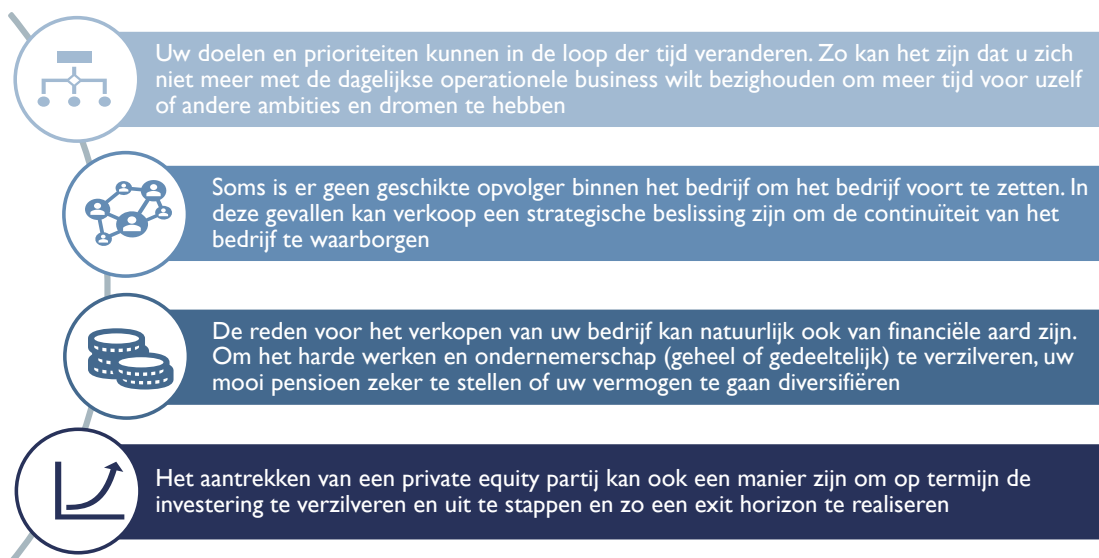 Uw doelen en prioriteiten kunnen in de loop der tijd veranderen. Zo kan het zijn dat u zich
niet meer met de dagelijkse operationele business wilt bezighouden om meer tijd voor uzelf
of andere ambities en dromen te hebben
Soms is er geen geschikte opvolger binnen het bedrijf om het bedrijf voort te zetten. In
deze gevallen kan verkoop een strategische beslissing zijn om de continuïteit van het
bedrijf te waarborgen
De reden voor het verkopen van uw bedrijf kan natuurlijk ook van financiële aard zijn.
Om het harde werken en ondernemerschap (geheel of gedeeltelijk) te verzilveren, uw
mooi pensioen zeker te stellen of uw vermogen te gaan diversifiëren
Het aantrekken van een private equity partij kan ook een manier zijn om op termijn de
investering te verzilveren en uit te stappen en zo een exit horizon te realiseren